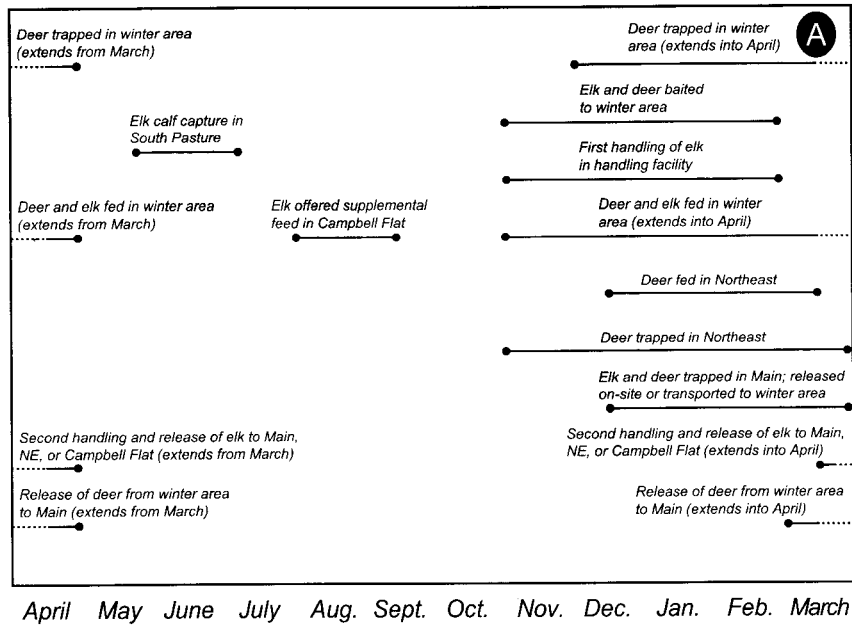 Deer trapped in winter area
(extends from March)
Deer trapped in winter
area (extends into April)
A
Elk and deer baited
to winter area
Elk calf capture in
South Pasture
First handling of elk
in handling facility
Deer and elk fed in winter area
(extends from March)
Elk offered supplemental
feed in Campbell Flat
Deer and elk fed in winter
area (extends into April)
Deer fed in Northeast
Deer trapped in Northeast
Elk and deer trapped in Main; released
on-site or transported to winter area
Second handling and release of elk to Main,
NE, or Campbell Flat (extends from March)
Second handling and release of elk to Main,
NE, or Campbell Flat (extends into April)
Release of deer from winter area
to Main (extends from March)
Release of deer from winter area
to Main (extends into April)
April May June July Aug. Sept. Oct. Nov. Dec. Jan. Feb. March